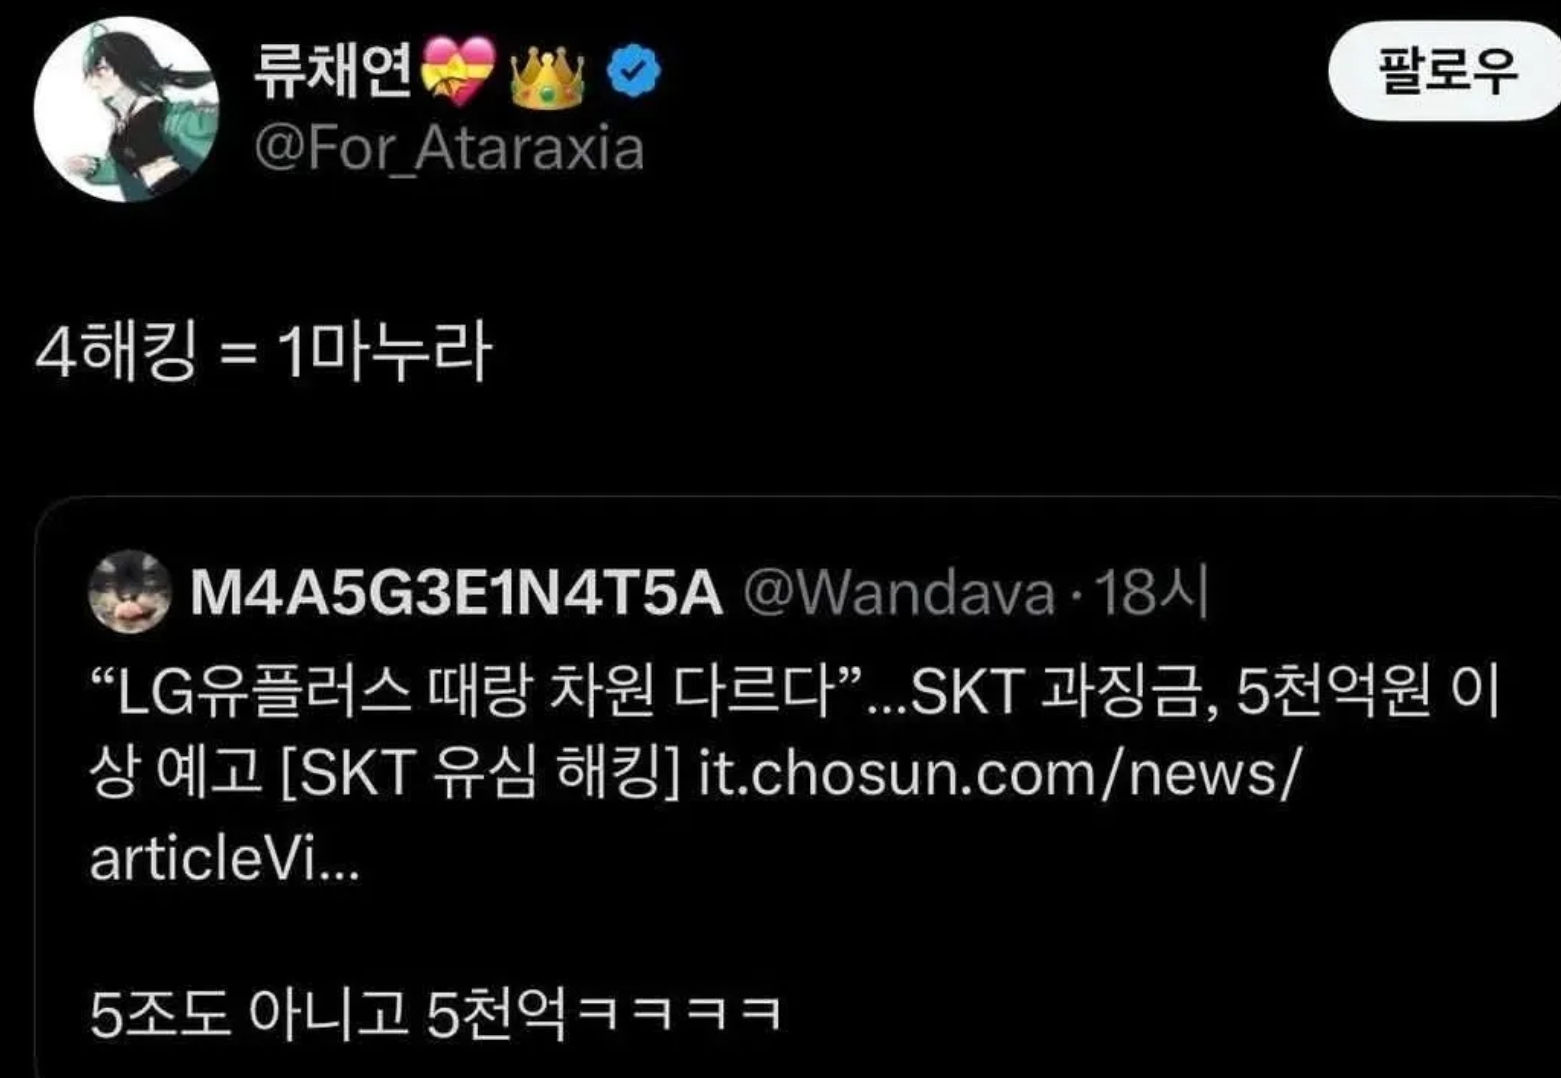 류채연💝👑
팔로우
@For_Ataraxia
4해킹 = 1마누라
M4A5G3E1N4T5A @Wandava · 18시
“LG유플러스 때랑 차원 다르다”...SKT 과징금, 5천억원 이
상 예고 [SKT 유심 해킹] it.chosun.com/news/
articleVi...
5조도 아니고 5천억ㅋㅋㅋㅋ